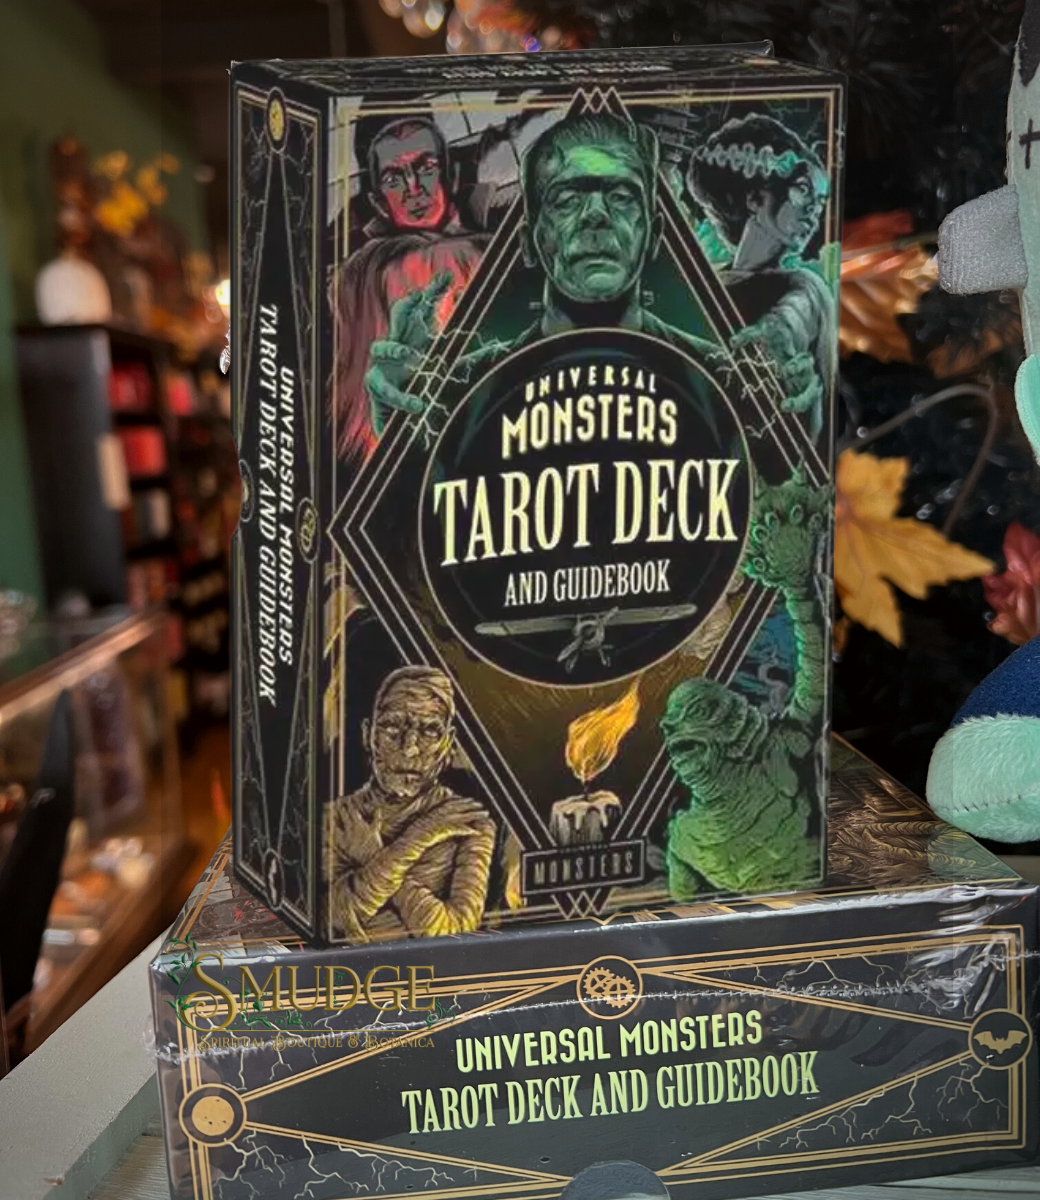 UNIVERSAL
MONSTERS
TAROT DECK
AND GUIDEBOOK
MONSTERS
UNIVERSAL MONSTERS
TAROT DECK AND GUIDEBOOK
SMUDGE
SPIRITUAL BOUTIQUE & BOTANICA
UNIVERSAL MONSTERS
TAROT DECK AND GUIDEBOOK